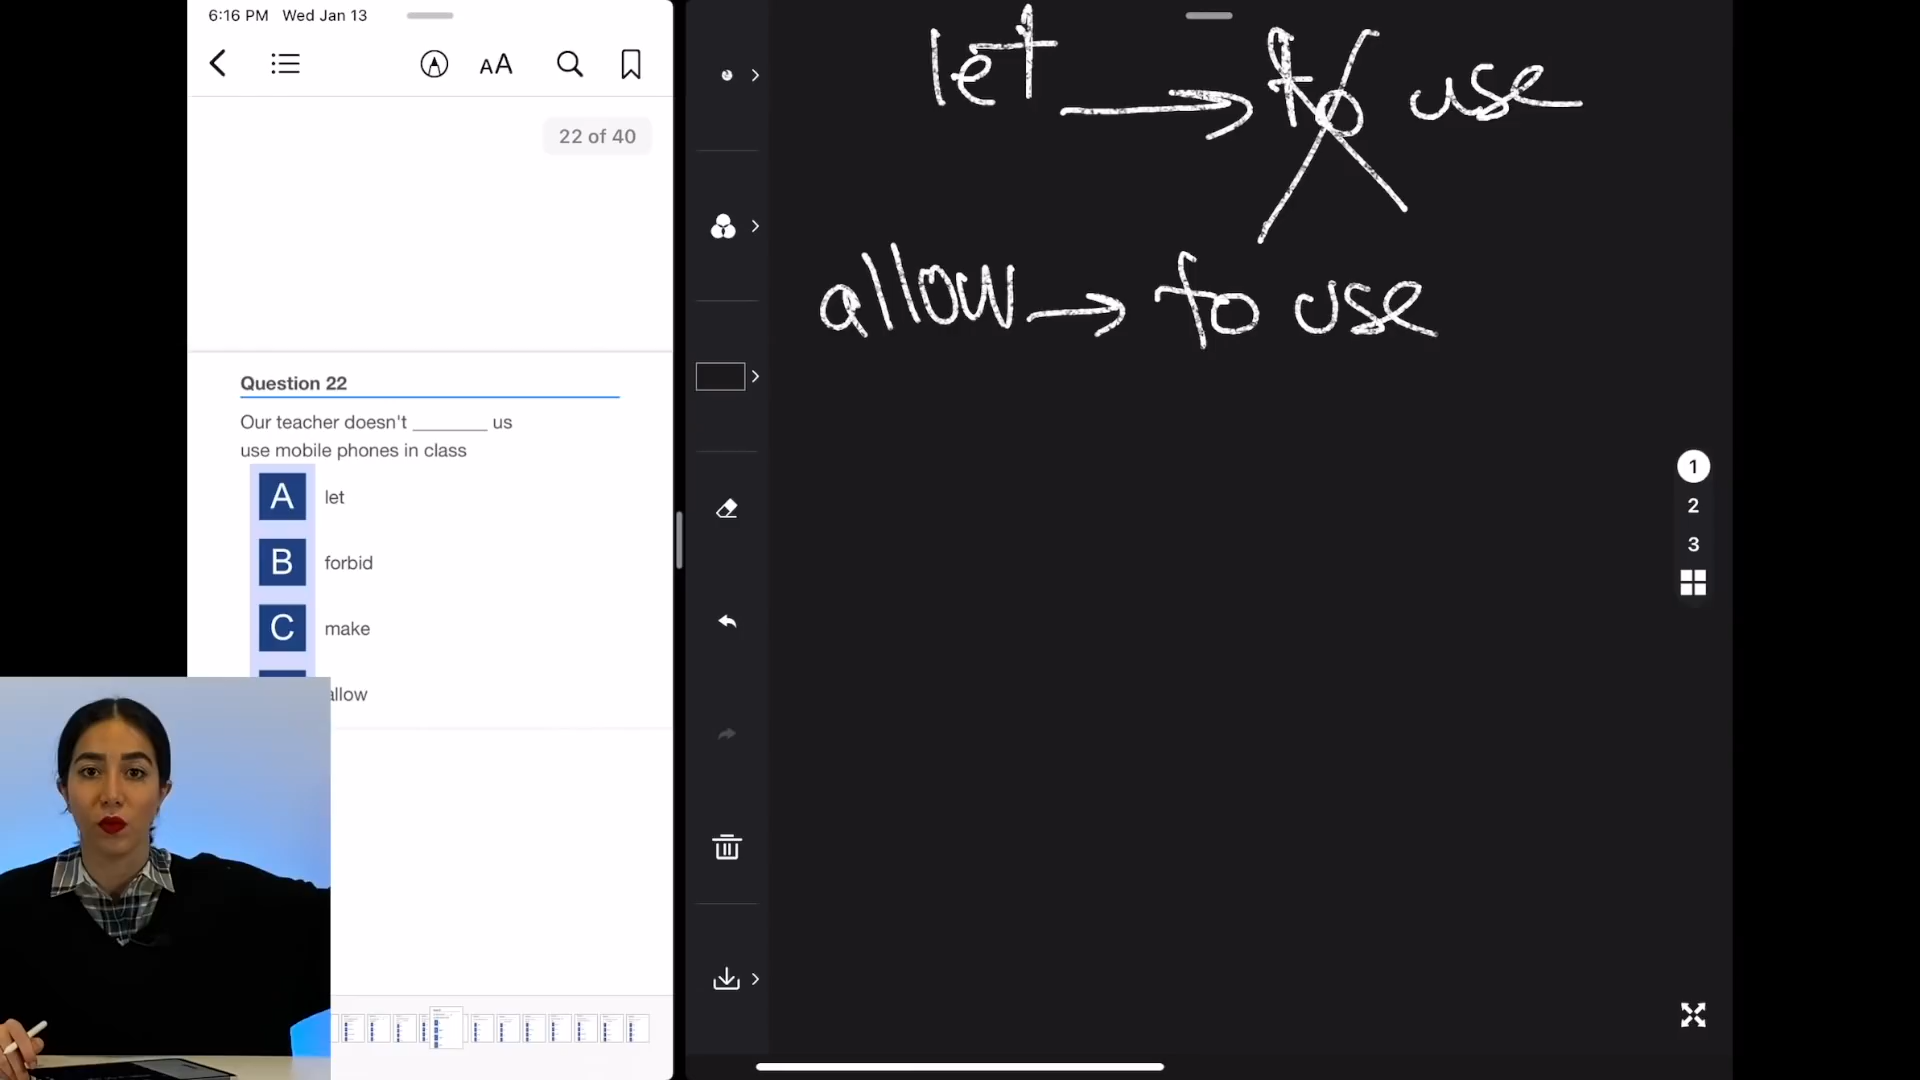 6:16 PM Wed Jan 13
AA
22 of 40
Question 22
Our teacher doesn't ________ us
use mobile phones in class
A let
B forbid
C make
allow
let → to use
allow → to use
1
2
3